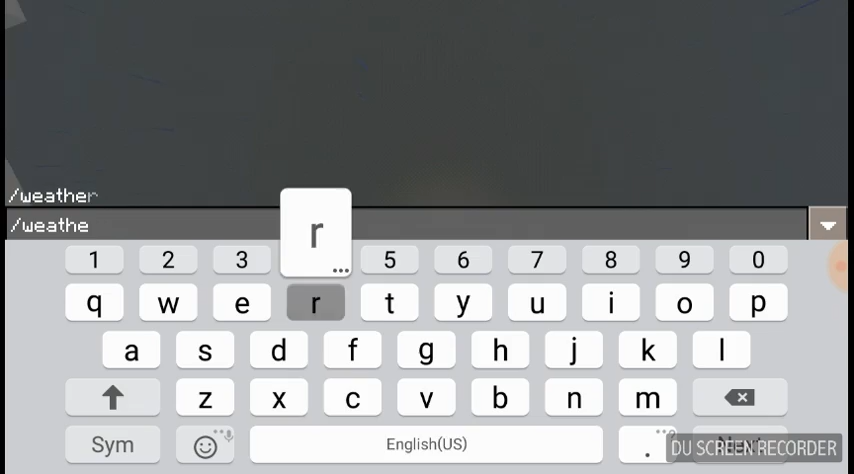 /weather
/weathe
r
1 2 3 5 6 7 8 9 0
q w e r t y u i o p
a s d f g h j k l
z x c v b n m
Sym English(US) .
DU SCREEN RECORDER